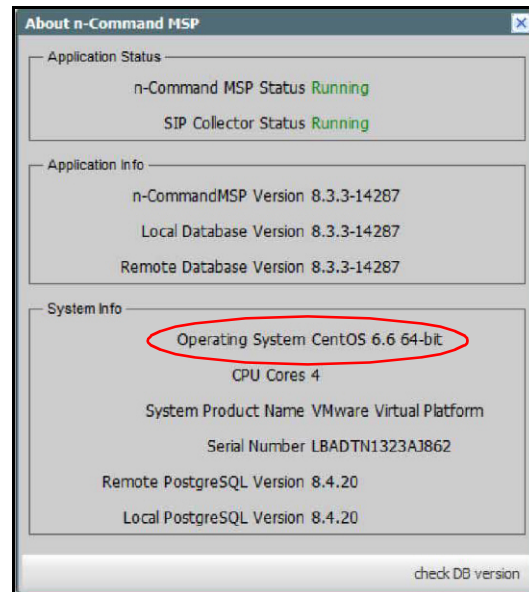 About n-Command MSP
Application Status
n-Command MSP Status Running
SIP Collector Status Running
Application Info
n-CommandMSP Version 8.3.3-14287
Local Database Version 8.3.3-14287
Remote Database Version 8.3.3-14287
System Info
Operating System CentOS 6.6 64-bit
CPU Cores 4
System Product Name VMware Virtual Platform
Serial Number LBADTN1323AJ862
Remote PostgreSQL Version 8.4.20
Local PostgreSQL Version 8.4.20
check DB version